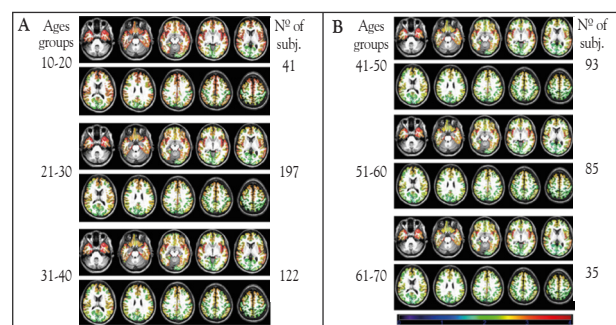 A
Ages groups
Nº of subj.
10-20
41
21-30
197
31-40
122
B
Ages groups
Nº of subj.
41-50
93
51-60
85
61-70
35